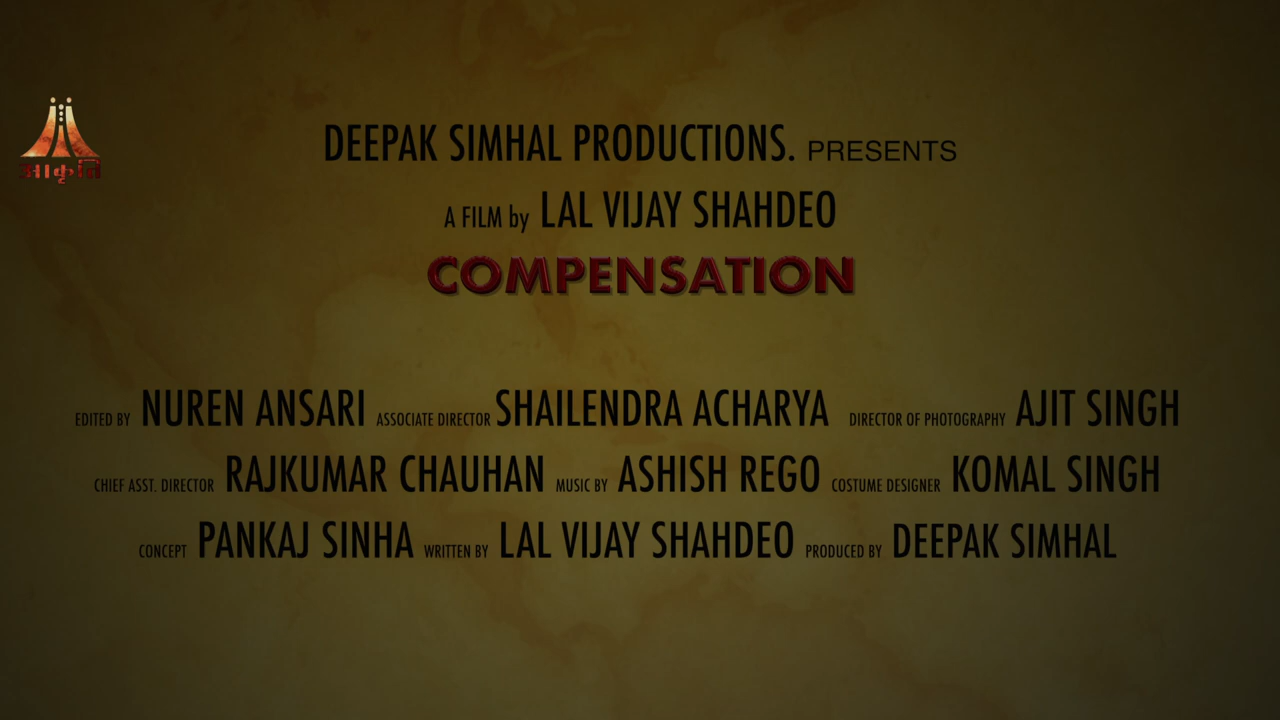 DEEPAK SIMHAL PRODUCTIONS. PRESENTS
आकृति
A FILM by LAL VIJAY SHAHDEO
COMPENSATION
EDITED BY NUREN ANSARI ASSOCIATE DIRECTOR SHAILENDRA ACHARYA DIRECTOR OF PHOTOGRAPHY AJIT SINGH
CHIEF ASST. DIRECTOR RAJKUMAR CHAUHAN MUSIC BY ASHISH REGO COSTUME DESIGNER KOMAL SINGH
CONCEPT PANKAJ SINHA WRITTEN BY LAL VIJAY SHAHDEO PRODUCED BY DEEPAK SIMHAL